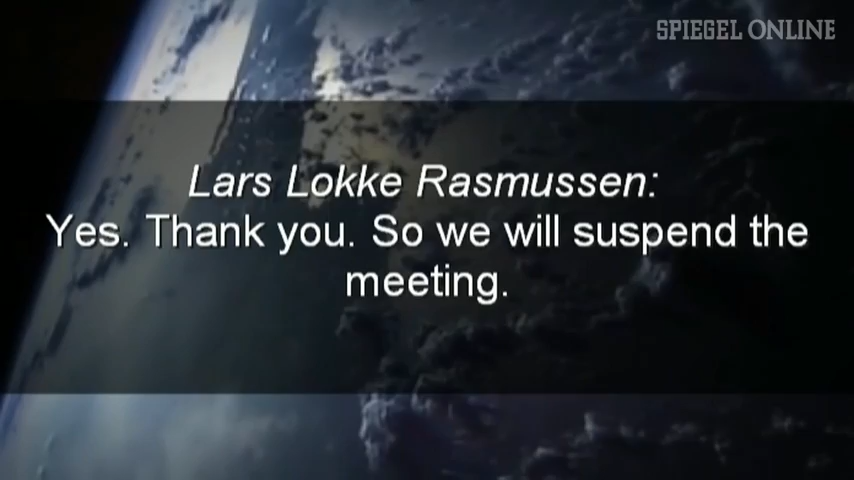 SPIEGEL ONLINE
Lars Lokke Rasmussen:
Yes. Thank you. So we will suspend the
meeting.